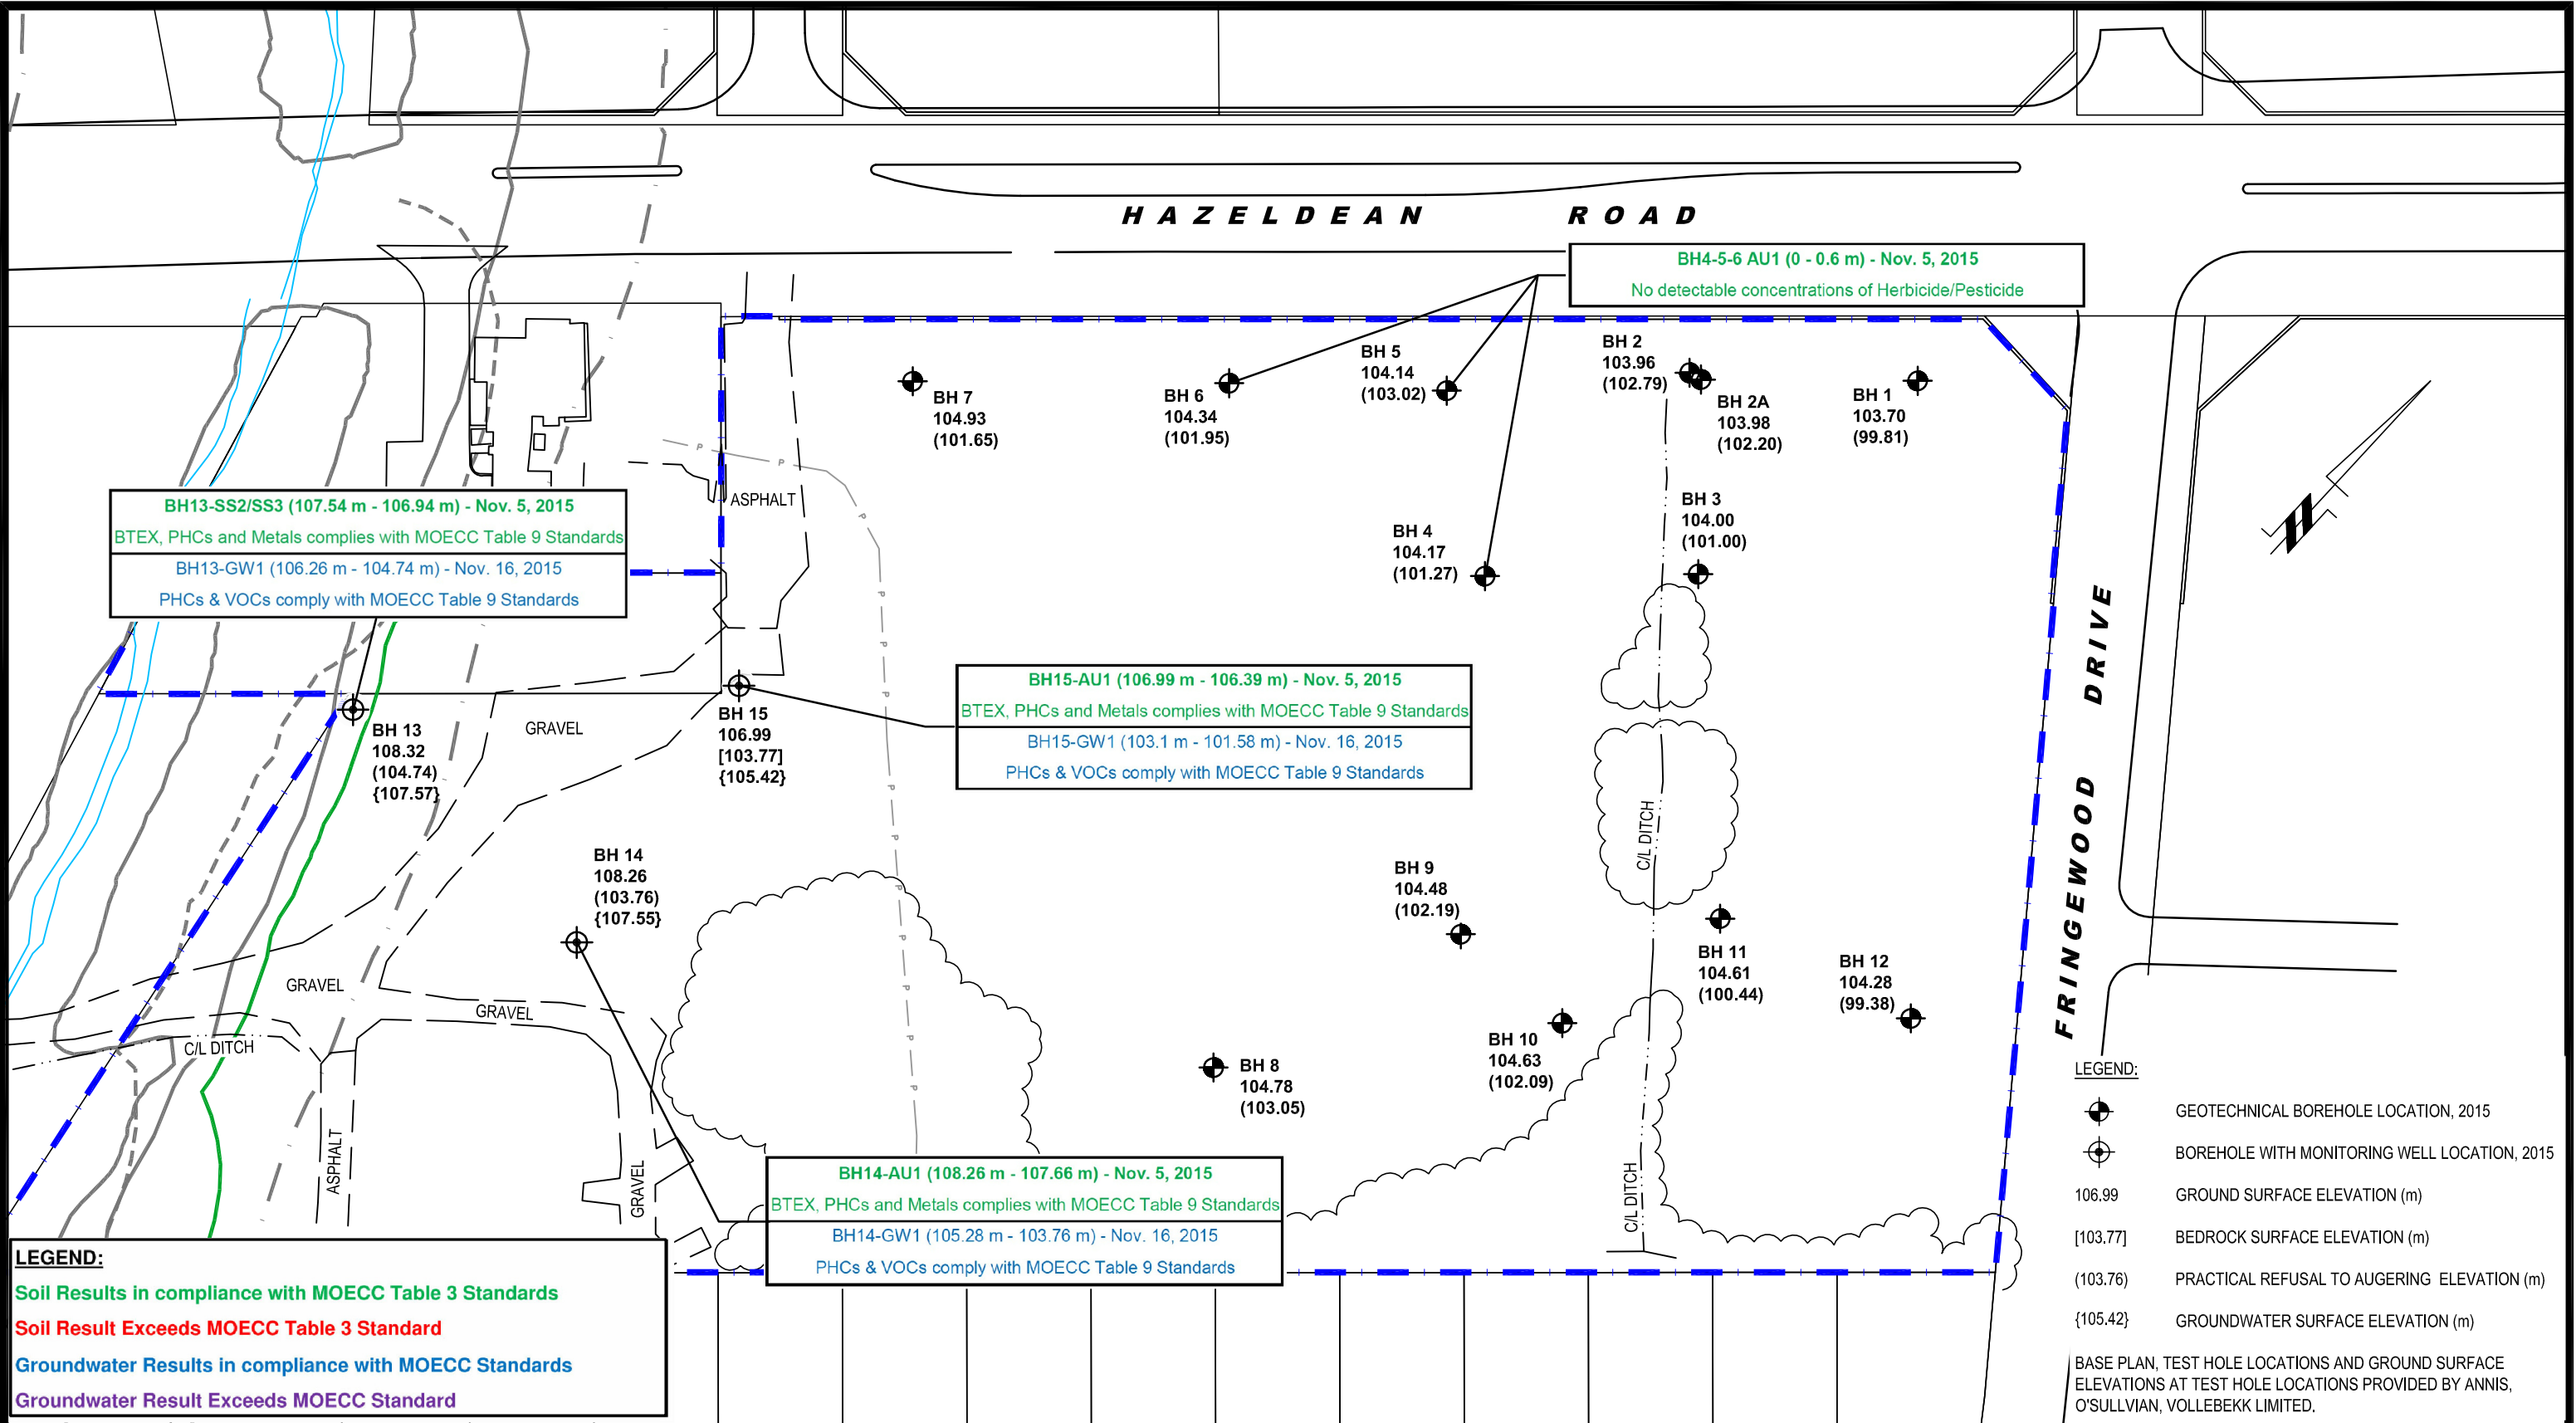 HAZELDEAN ROAD
BH4-5-6 AU1 (0 - 0.6 m) - Nov. 5, 2015
No detectable concentrations of Herbicide/Pesticide
BH 7
104.93
(101.65)
BH 6
104.34
(101.95)
BH 5
104.14
(103.02)
BH 2
103.96
(102.79)
BH 2A
103.98
(102.20)
BH 1
103.70
(99.81)
P
P
P
P
P
P
P
P
P
P
P
ASPHALT
BH13-SS2/SS3 (107.54 m - 106.94 m) - Nov. 5, 2015
BTEX, PHCs and Metals complies with MOECC Table 9 Standards
BH13-GW1 (106.26 m - 104.74 m) - Nov. 16, 2015
PHCs & VOCs comply with MOECC Table 9 Standards
BH 4
104.17
(101.27)
BH 3
104.00
(101.00)
FRINGEWOOD DRIVE
BH15-AU1 (106.99 m - 106.39 m) - Nov. 5, 2015
BTEX, PHCs and Metals complies with MOECC Table 9 Standards
BH15-GW1 (103.1 m - 101.58 m) - Nov. 16, 2015
PHCs & VOCs comply with MOECC Table 9 Standards
BH 13
108.32
(104.74)
{107.57}
GRAVEL
BH 15
106.99
[103.77]
{105.42}
C/L DITCH
BH 14
108.26
(103.76)
{107.55}
BH 9
104.48
(102.19)
BH 11
104.61
(100.44)
BH 12
104.28
(99.38)
GRAVEL
GRAVEL
C/L DITCH
BH 10
104.63
(102.09)
BH 8
104.78
(103.05)
ASPHALT
GRAVEL
C/L DITCH
BH14-AU1 (108.26 m - 107.66 m) - Nov. 5, 2015
BTEX, PHCs and Metals complies with MOECC Table 9 Standards
BH14-GW1 (105.28 m - 103.76 m) - Nov. 16, 2015
PHCs & VOCs comply with MOECC Table 9 Standards
LEGEND:
Soil Results in compliance with MOECC Table 3 Standards
Soil Result Exceeds MOECC Table 3 Standard
Groundwater Results in compliance with MOECC Standards
Groundwater Result Exceeds MOECC Standard
LEGEND:
GEOTECHNICAL BOREHOLE LOCATION, 2015
BOREHOLE WITH MONITORING WELL LOCATION, 2015
106.99 GROUND SURFACE ELEVATION (m)
[103.77] BEDROCK SURFACE ELEVATION (m)
(103.76) PRACTICAL REFUSAL TO AUGERING ELEVATION (m)
{105.42} GROUNDWATER SURFACE ELEVATION (m)
BASE PLAN, TEST HOLE LOCATIONS AND GROUND SURFACE
ELEVATIONS AT TEST HOLE LOCATIONS PROVIDED BY ANNIS,
O'SULLVIAN, VOLLEBEKK LIMITED.